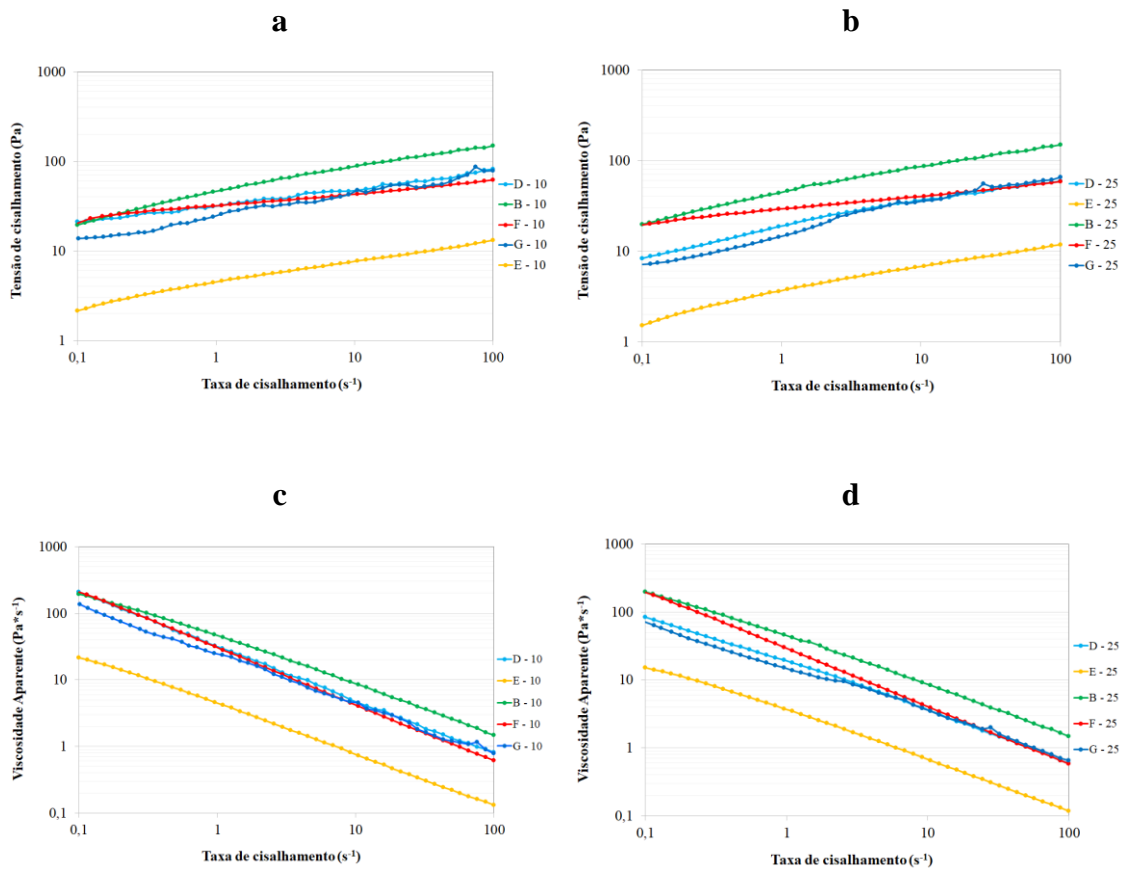 a
1000
100
10
1
0,1
1
10
100
Tensão de cisalhamento (Pa)
Taxa de cisalhamento (s⁻¹)
D - 10
B - 10
F - 10
G - 10
E - 10
b
1000
100
10
1
0,1
1
10
100
Tensão de cisalhamento (Pa)
Taxa de cisalhamento (s⁻¹)
D - 25
E - 25
B - 25
F - 25
G - 25
c
1000
100
10
1
0,1
0,1
1
10
100
Viscosidade Aparente (Pa*s⁻¹)
Taxa de cisalhamento (s⁻¹)
D - 10
E - 10
B - 10
F - 10
G - 10
d
1000
100
10
1
0,1
0,1
1
10
100
Viscosidade Aparente (Pa*s⁻¹)
Taxa de cisalhamento (s⁻¹)
D - 25
E - 25
B - 25
F - 25
G - 25